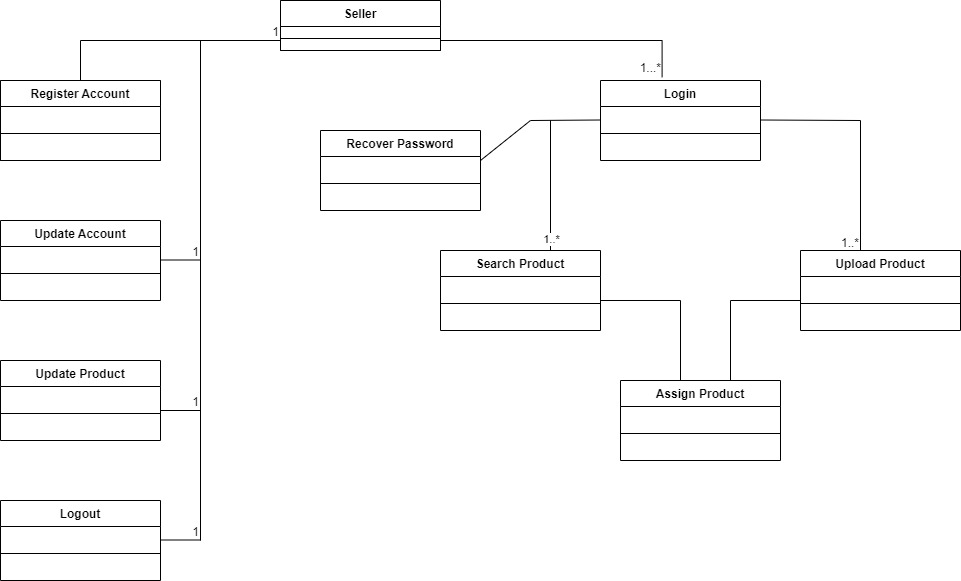 Seller
1
1...*
Register Account
Login
Recover Password
Update Account
1
1..*
1..*
Search Product
Upload Product
Update Product
1
Assign Product
Logout
1